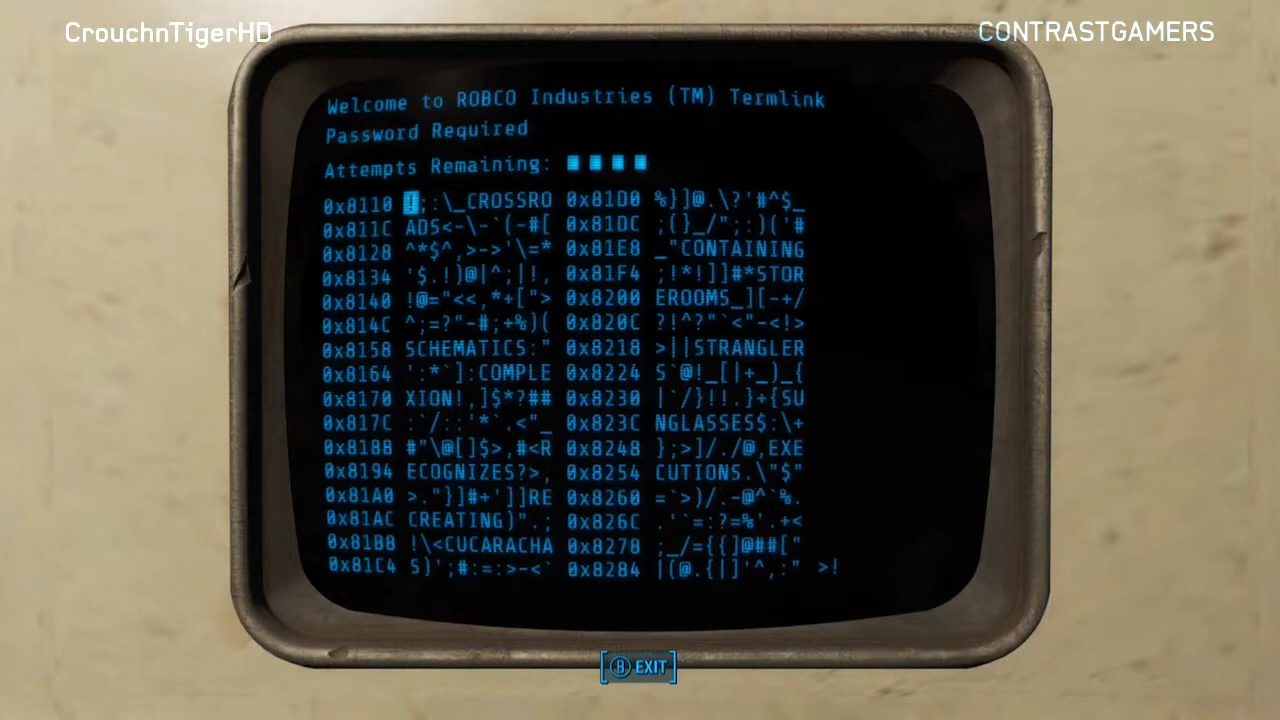 CrouchnTigerHD
CONTRASTGAMERS
Welcome to ROBCO Industries (TM) Termlink
Password Required
Attempts Remaining:
0x8110 !;:\_CROSSRO 0x81D0 %}]@.\?'#^$_
0x811C ADS<-\-`(-#[ 0x81DC ;(}_/";:)('#
0x8128 ^*$^,>->'\=* 0x81E8 _"CONTAINING
0x8134 '$.!)@|^;|!, 0x81F4 ;!*!]]#*STOR
0x8140 !@="<<,*+["> 0x8200 EROOMS_][-+/
0x814C ^;=?"-#;+%)( 0x820C ?!^?"`<"-<!>
0x8158 SCHEMATICS:" 0x8218 >||STRANGLER
0x8164 ':*`]:COMPLE 0x8224 S`@!_[|+_)_{
0x8170 XION!,]$*?## 0x8230 |`/}!!.}+{SU
0x817C :`/::'*`.<"_ 0x823C NGLASSES$:\+
0x8188 #"\@[]$>,#<R 0x8248 };>]/./@,EXE
0x8194 ECOGNIZES?>, 0x8254 CUTIONS.\"$"
0x81A0 >."}]#+']]RE 0x8260 =`>)/.-@^`%.
0x81AC CREATING)".; 0x826C .'`=:?=%'.+<
0x81B8 !\<CUCARACHA 0x8278 ;_/={{]@##["
0x81C4 S)';#:=:>-<` 0x8284 |(@.{|]'^,:" >!
B EXIT